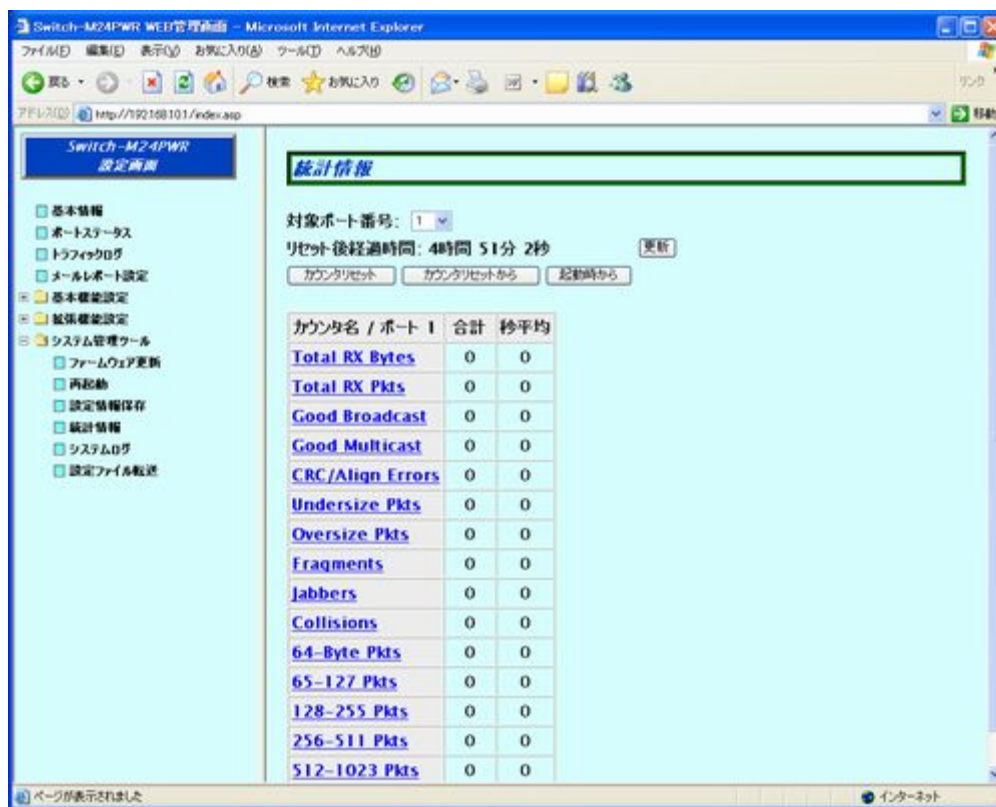 Switch-M24PWR WEB管理画面 - Microsoft Internet Explorer
ファイル(F) 編集(E) 表示(V) お気に入り(A) ツール(T) ヘルプ(H)
戻る 検索 お気に入り リンク
アドレス(D) http://192.168.10.1/index.asp 移動
Switch-M24PWR
設定画面
基本情報
ポートステータス
トラフィックログ
メールレポート設定
基本機能設定
拡張機能設定
システム管理ツール
ファームウェア更新
再起動
設定情報保存
統計情報
システムログ
設定ファイル転送
統計情報
対象ポート番号: 1
リセット後経過時間: 4時間 51分 2秒 更新
カウンタリセット カウンタリセットから 起動時から
カウンタ名 / ポート 1 合計 秒平均
Total RX Bytes 0 0
Total RX Pkts 0 0
Good Broadcast 0 0
Good Multicast 0 0
CRC/Align Errors 0 0
Undersize Pkts 0 0
Oversize Pkts 0 0
Fragments 0 0
Jabbers 0 0
Collisions 0 0
64-Byte Pkts 0 0
65-127 Pkts 0 0
128-255 Pkts 0 0
256-511 Pkts 0 0
512-1023 Pkts 0 0
ページが表示されました インターネット